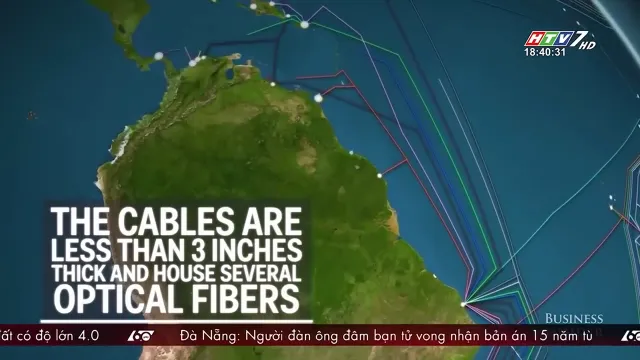 HTV7 HD
18:40:31
THE CABLES ARE
LESS THAN 3 INCHES
THICK AND HOUSE SEVERAL
OPTICAL FIBERS
BUSINESS
ất có độ lớn 4.0 60 Đà Nẵng: Người đàn ông đâm bạn tử vong nhận bản án 15 năm tù